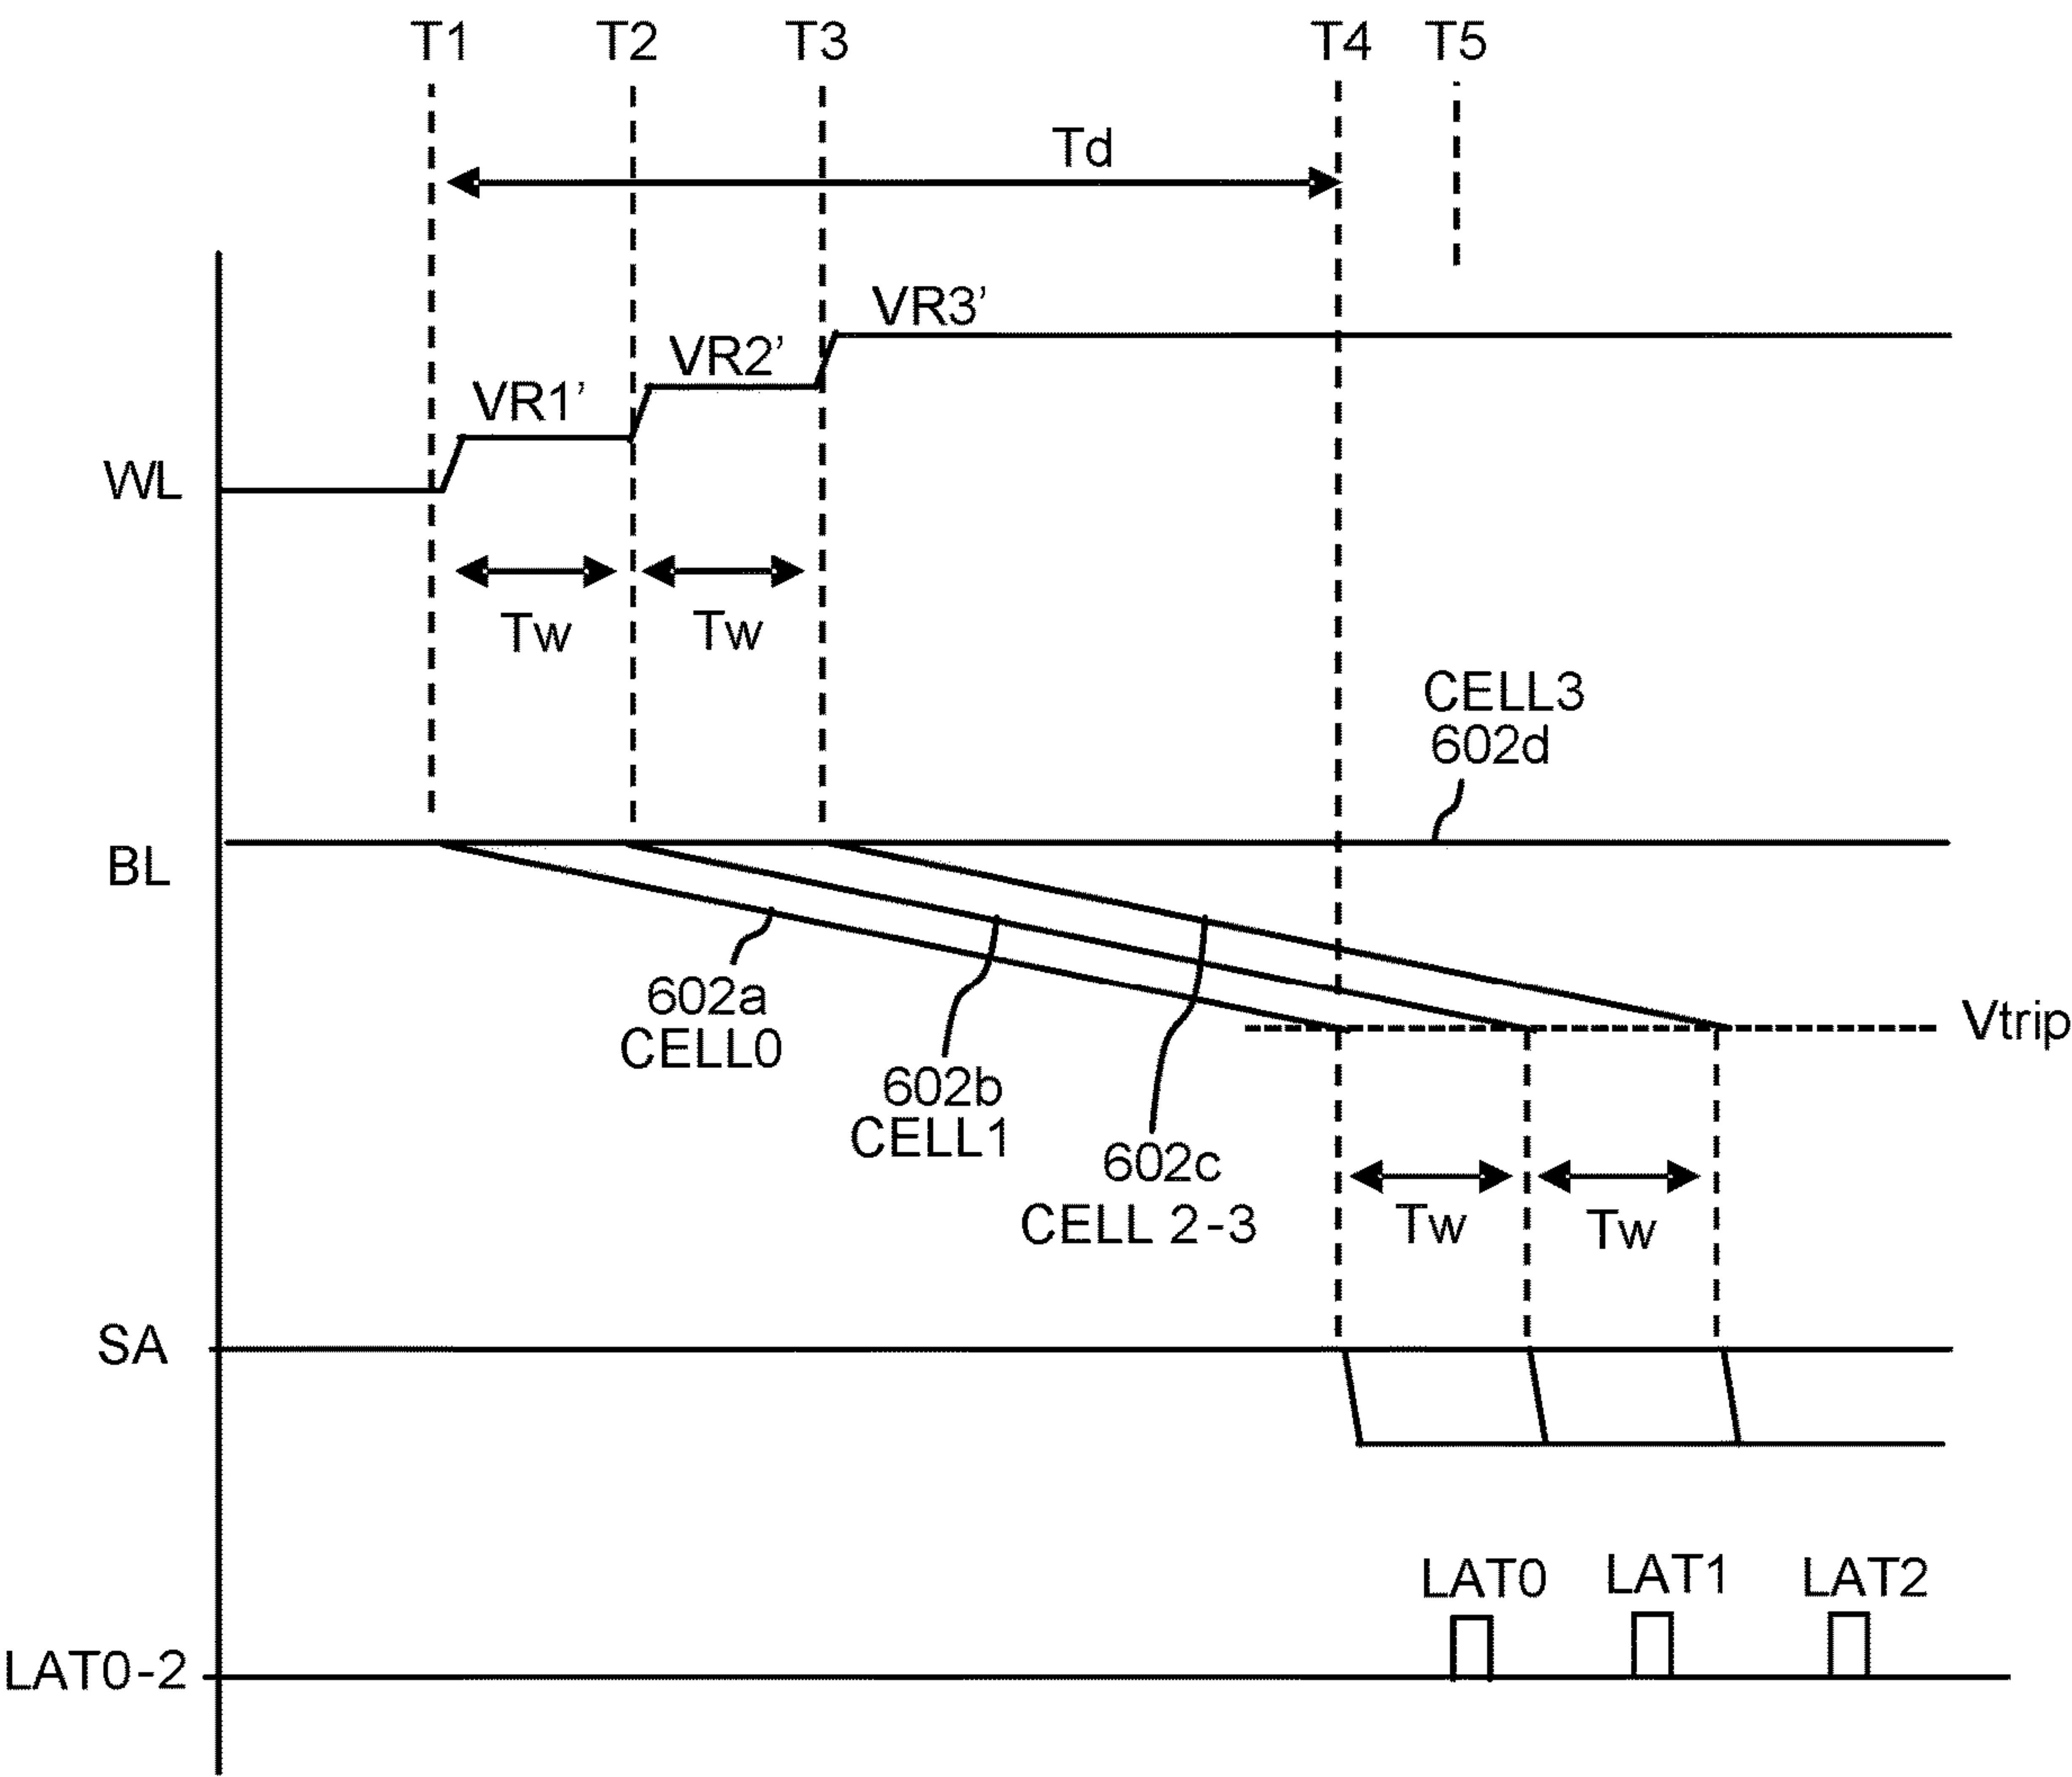 T1 T2 T3 T4 T5
Td
VR3’
VR2’
VR1’
WL
Tw Tw
CELL3
602d
BL
602a
CELL0
Vtrip
602b
CELL1
602c
CELL 2-3
Tw Tw
SA
LAT0 LAT1 LAT2
LAT0-2